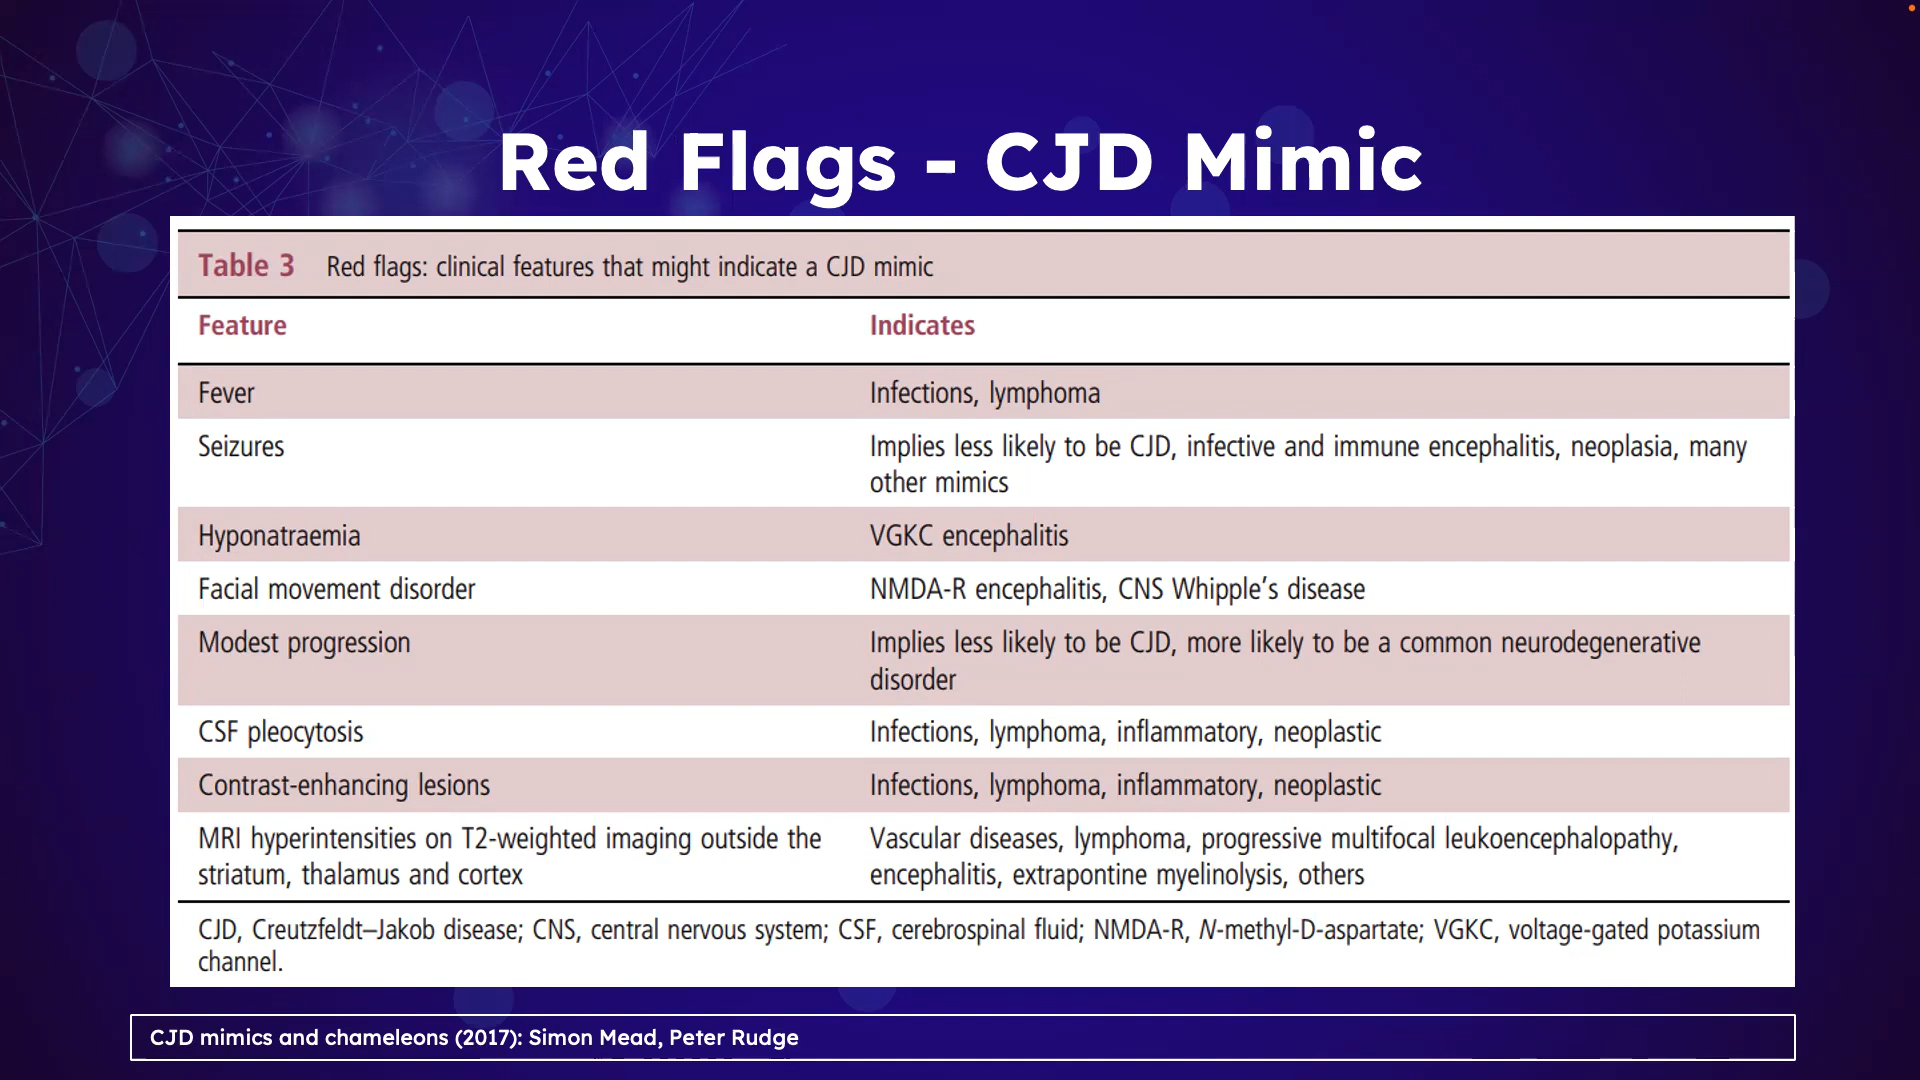 Red Flags - CJD Mimic
Table 3 Red flags: clinical features that might indicate a CJD mimic
Feature Indicates
Fever Infections, lymphoma
Seizures Implies less likely to be CJD, infective and immune encephalitis, neoplasia, many
other mimics
Hyponatraemia VGKC encephalitis
Facial movement disorder NMDA-R encephalitis, CNS Whipple's disease
Modest progression Implies less likely to be CJD, more likely to be a common neurodegenerative
disorder
CSF pleocytosis Infections, lymphoma, inflammatory, neoplastic
Contrast-enhancing lesions Infections, lymphoma, inflammatory, neoplastic
MRI hyperintensities on T2-weighted imaging outside the Vascular diseases, lymphoma, progressive multifocal leukoencephalopathy,
striatum, thalamus and cortex encephalitis, extrapontine myelinolysis, others
CJD, Creutzfeldt–Jakob disease; CNS, central nervous system; CSF, cerebrospinal fluid; NMDA-R, N-methyl-D-aspartate; VGKC, voltage-gated potassium
channel.
CJD mimics and chameleons (2017): Simon Mead, Peter Rudge